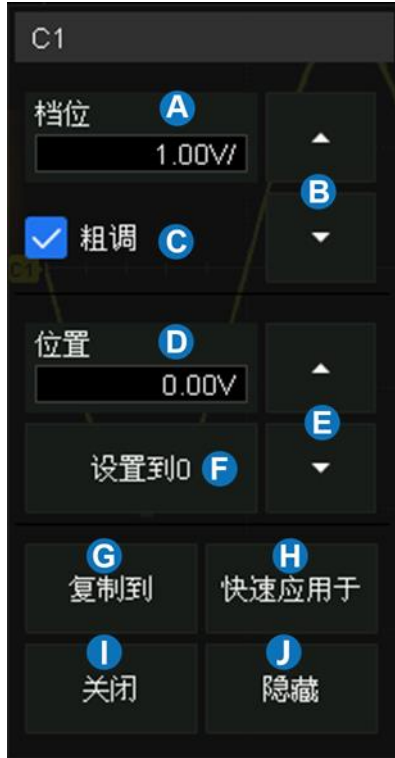 C1
档位 A
1.00V/
B
粗调 C
C1
位置 D
0.00V
E
设置到0 F
G
复制到
H
快速应用于
I
关闭
J
隐藏